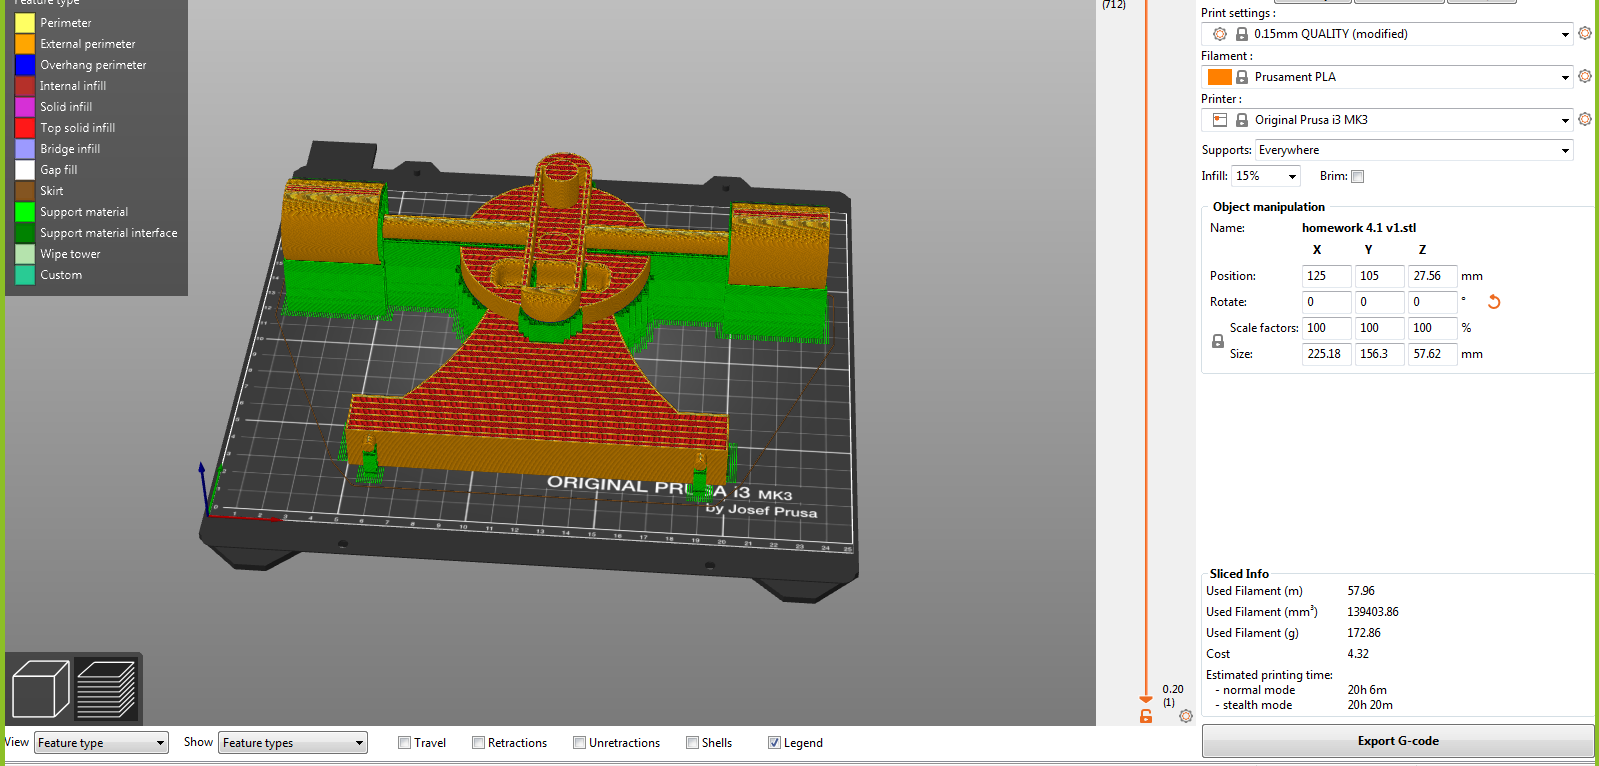 Feature type
Perimeter
External perimeter
Overhang perimeter
Internal infill
Solid infill
Top solid infill
Bridge infill
Gap fill
Skirt
Support material
Support material interface
Wipe tower
Custom
ORIGINAL PRUSA i3 MK3
by Josef Prusa
(712)
0.20
(1)
Print settings :
0.15mm QUALITY (modified)
Filament :
Prusament PLA
Printer :
Original Prusa i3 MK3
Supports: Everywhere
Infill: 15% Brim:
Object manipulation
Name: homework 4.1 v1.stl
X Y Z
Position: 125 105 27.56 mm
Rotate: 0 0 0 °
Scale factors: 100 100 100 %
Size: 225.18 156.3 57.62 mm
Sliced Info
Used Filament (m) 57.96
Used Filament (mm³) 139403.86
Used Filament (g) 172.86
Cost 4.32
Estimated printing time:
- normal mode 20h 6m
- stealth mode 20h 20m
Export G-code
View Feature type Show Feature types Travel Retractions Unretractions Shells Legend